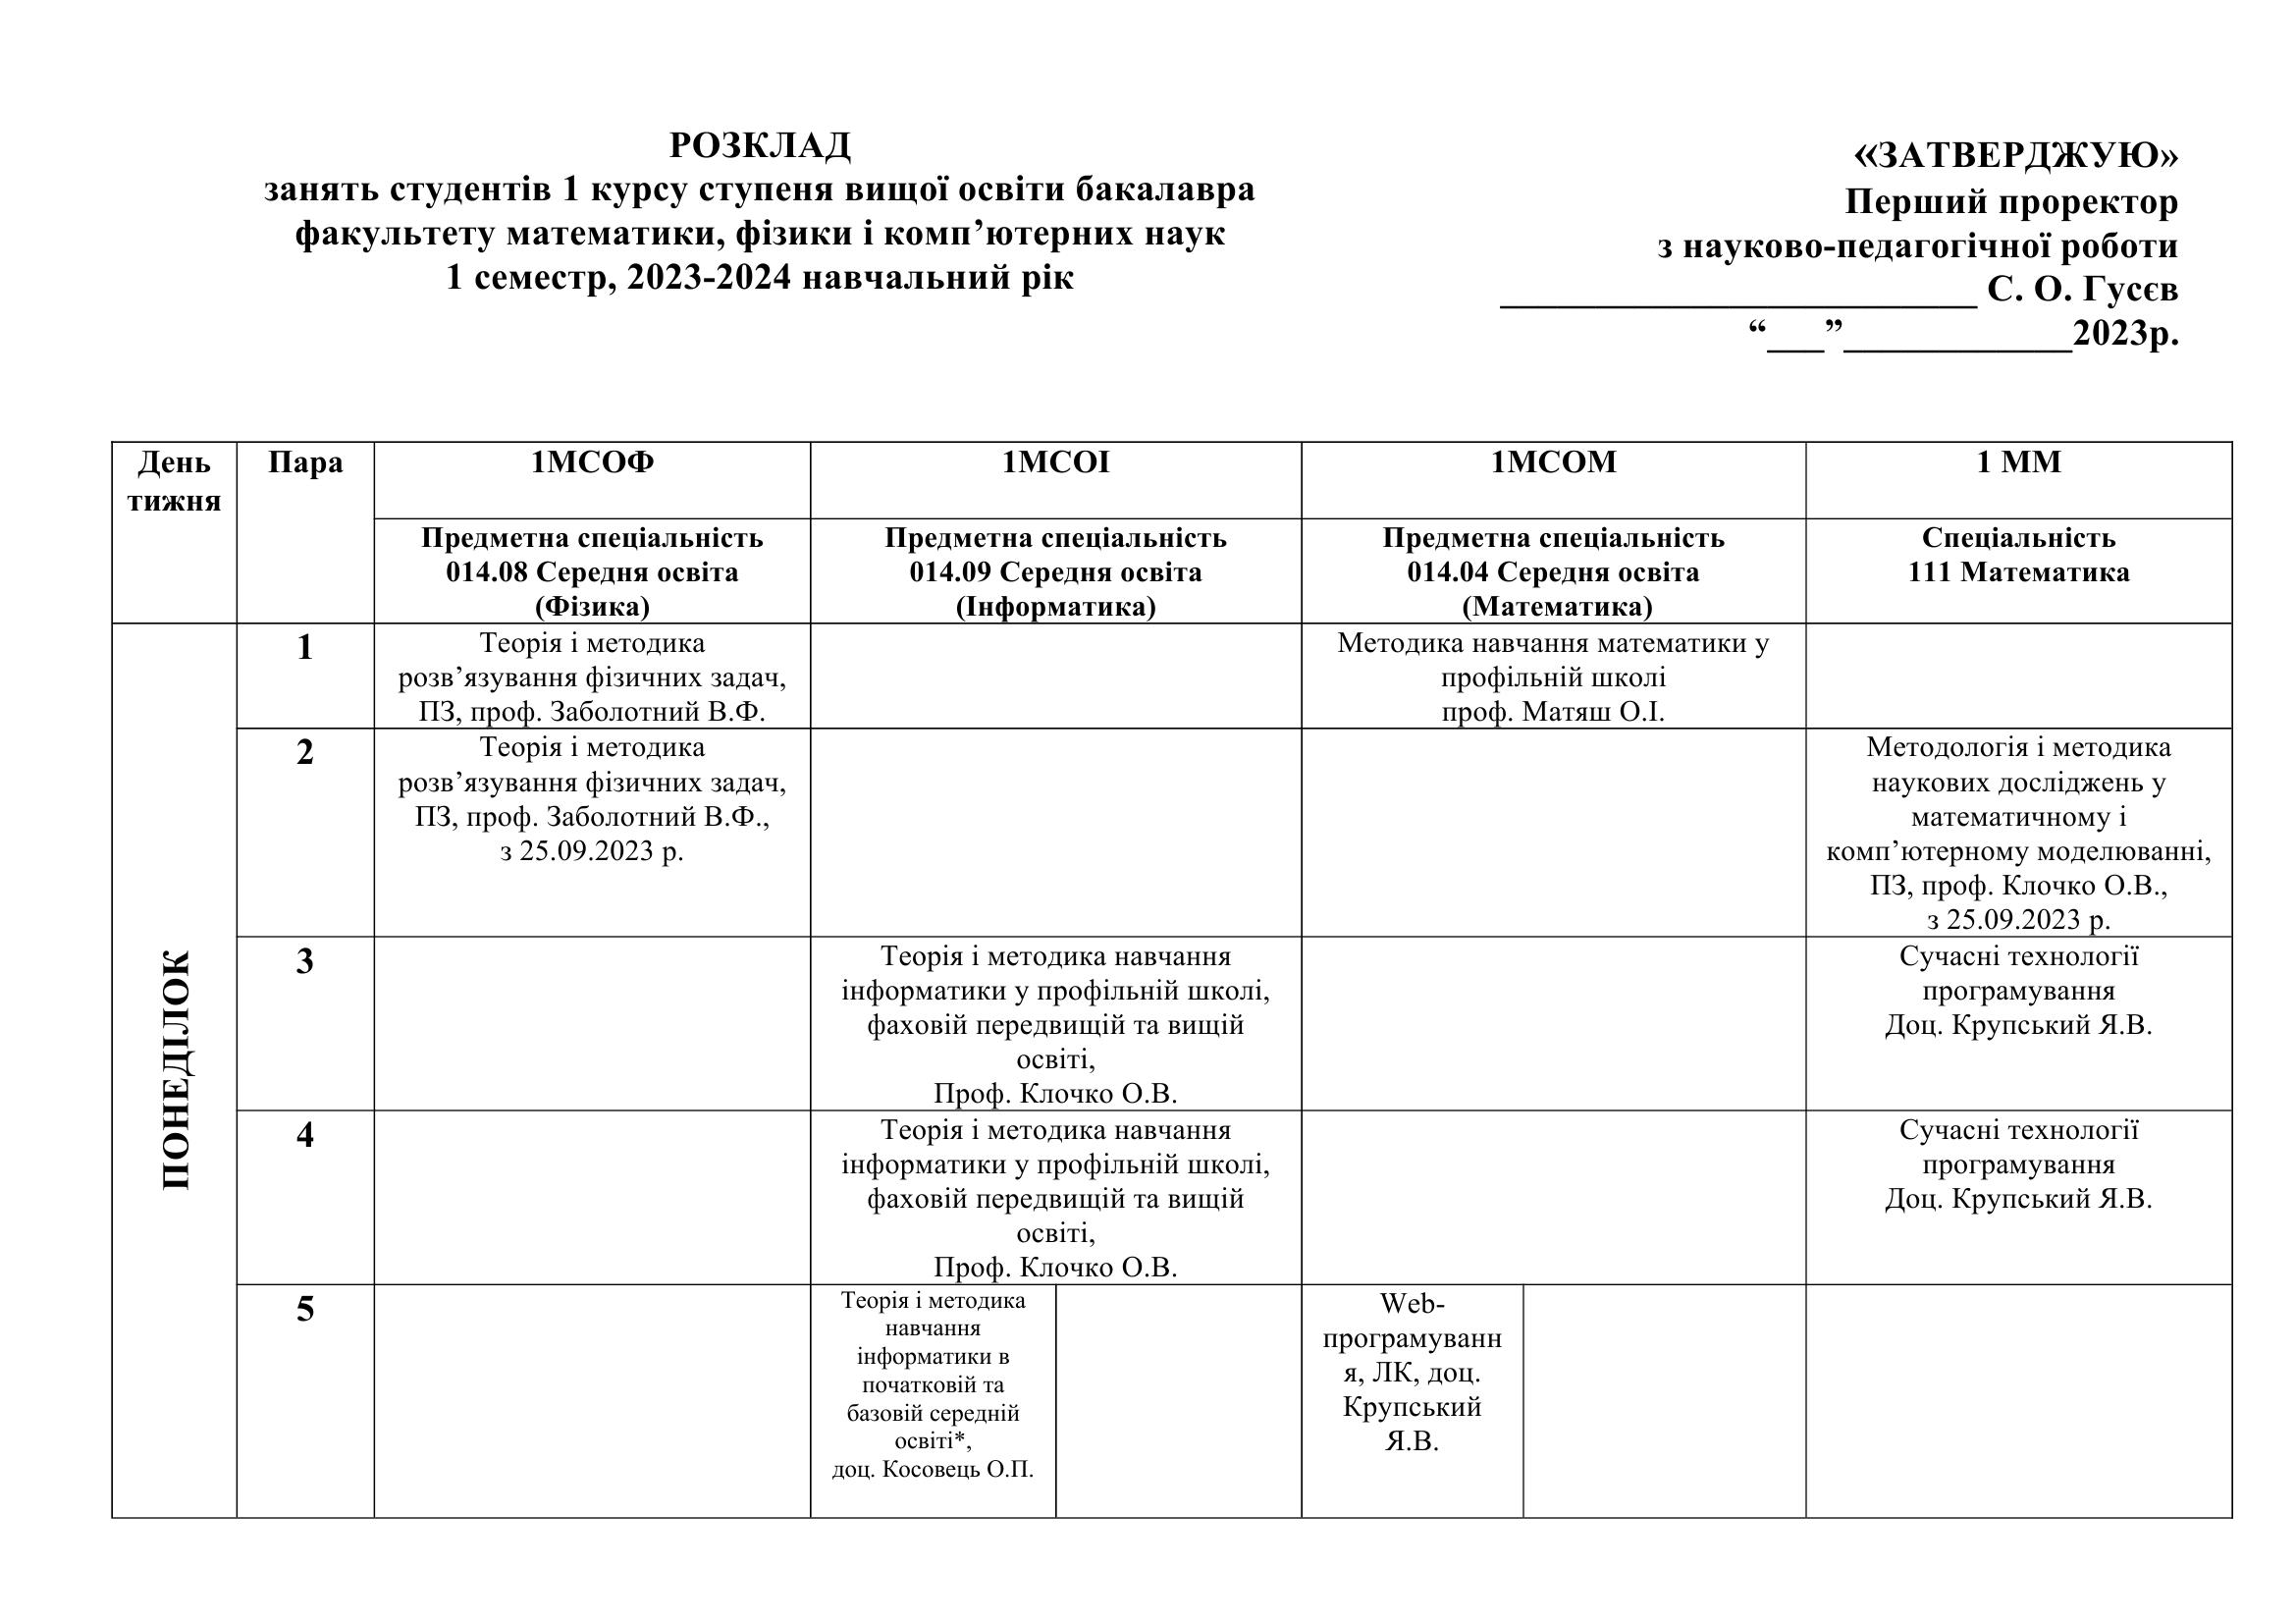 РОЗКЛАД
занять студентів 1 курсу ступеня вищої освіти бакалавра
факультету математики, фізики і комп’ютерних наук
1 семестр, 2023-2024 навчальний рік
«ЗАТВЕРДЖУЮ»
Перший проректор
з науково-педагогічної роботи
_________________________ С. О. Гусєв
“___”____________2023р.
День
тижня
Пара
1МСОФ
1МСОІ
1МСОМ
1 ММ
Предметна спеціальність
014.08 Середня освіта
(Фізика)
Предметна спеціальність
014.09 Середня освіта
(Інформатика)
Предметна спеціальність
014.04 Середня освіта
(Математика)
Спеціальність
111 Математика
ПОНЕДІЛОК
1
Теорія і методика
розв’язування фізичних задач,
ПЗ, проф. Заболотний В.Ф.
Методика навчання математики у
профільній школі
проф. Матяш О.І.
2
Теорія і методика
розв’язування фізичних задач,
ПЗ, проф. Заболотний В.Ф.,
з 25.09.2023 р.
Методологія і методика
наукових досліджень у
математичному і
комп’ютерному моделюванні,
ПЗ, проф. Клочко О.В.,
з 25.09.2023 р.
3
Теорія і методика навчання
інформатики у профільній школі,
фаховій передвищій та вищій
освіті,
Проф. Клочко О.В.
Сучасні технології
програмування
Доц. Крупський Я.В.
4
Теорія і методика навчання
інформатики у профільній школі,
фаховій передвищій та вищій
освіті,
Проф. Клочко О.В.
Сучасні технології
програмування
Доц. Крупський Я.В.
5
Теорія і методика
навчання
інформатики в
початковій та
базовій середній
освіті*,
доц. Косовець О.П.
Web-
програмуванн
я, ЛК, доц.
Крупський
Я.В.